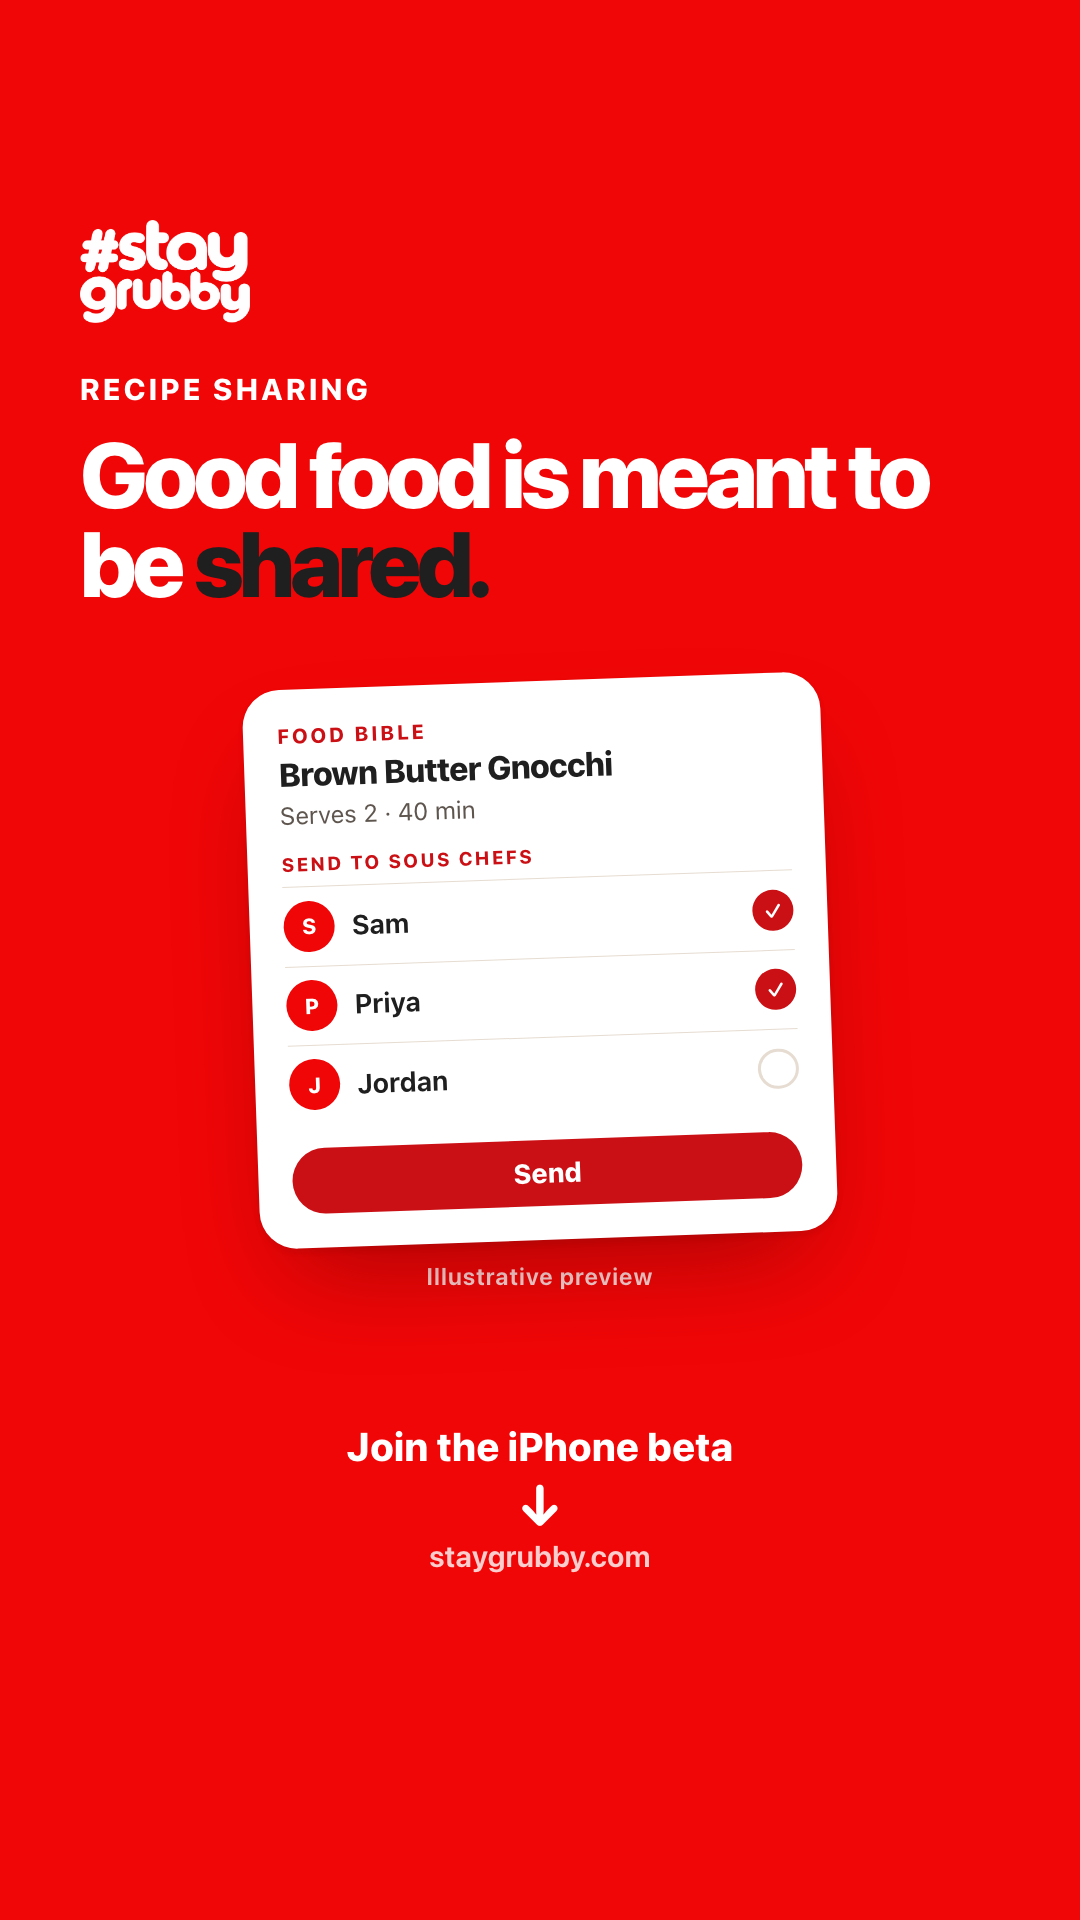 #stay
grubby
RECIPE SHARING
Good food is meant to
be shared.
FOOD BIBLE
Brown Butter Gnocchi
Serves 2 · 40 min
SEND TO SOUS CHEFS
S Sam
P Priya
J Jordan
Send
Illustrative preview
Join the iPhone beta
staygrubby.com